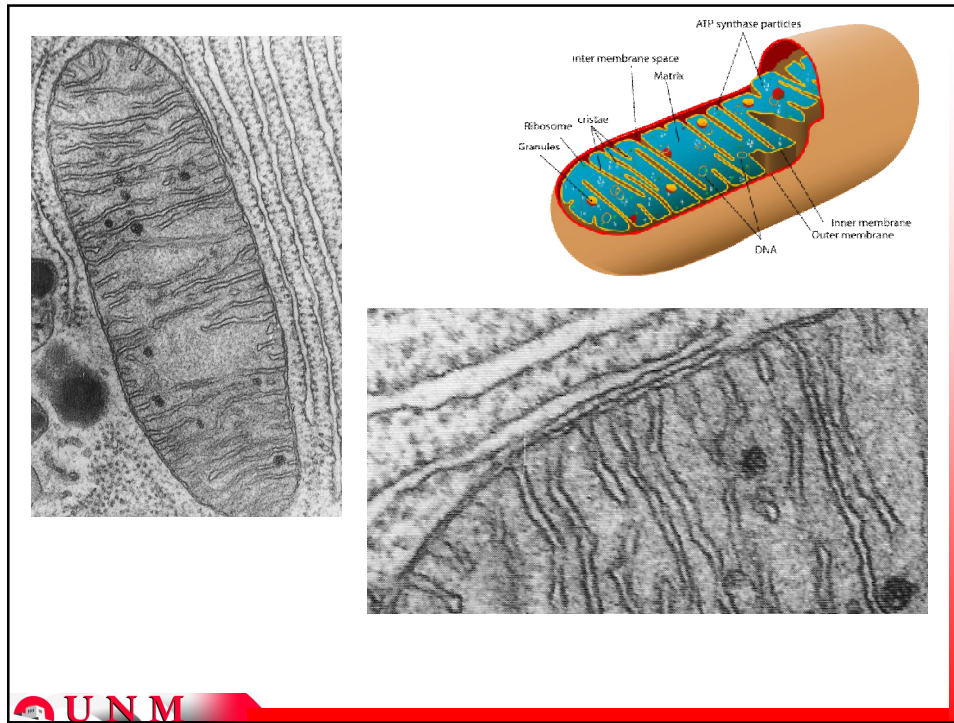 ATP synthase particles
Inter membrane space
Matrix
cristae
Ribosome
Granules
Inner membrane
Outer membrane
DNA
UNM